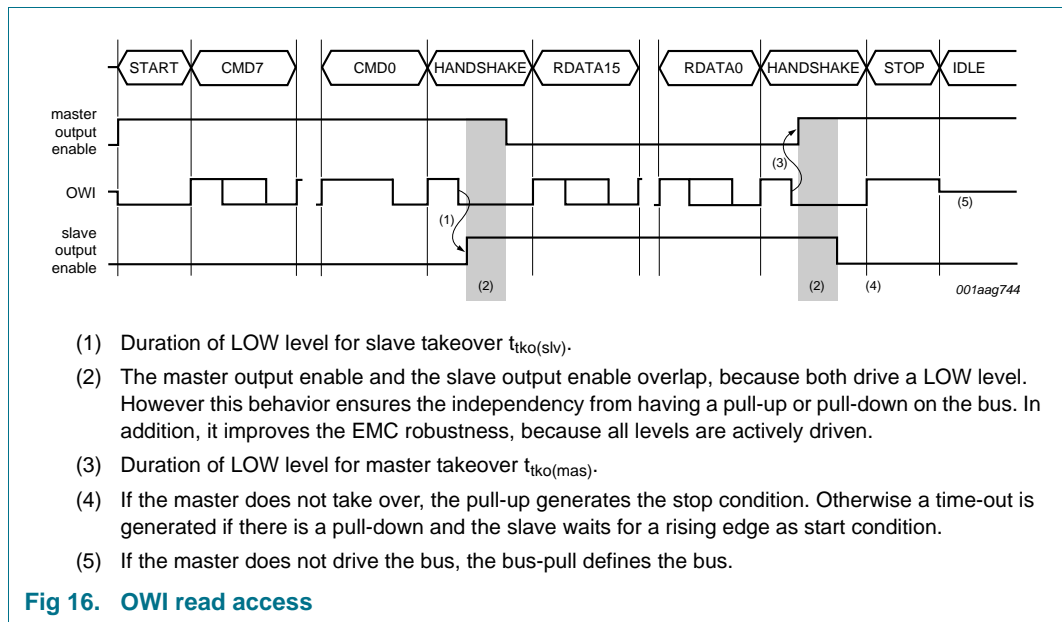 START CMD7 CMD0 HANDSHAKE RDATA15 RDATA0 HANDSHAKE STOP IDLE
master
output
enable
(3)
OWI
(5)
(1)
slave
output
enable
(2) (2) (4)
001aag744
(1) Duration of LOW level for slave takeover ttko(slv).
(2) The master output enable and the slave output enable overlap, because both drive a LOW level.
However this behavior ensures the independency from having a pull-up or pull-down on the bus. In
addition, it improves the EMC robustness, because all levels are actively driven.
(3) Duration of LOW level for master takeover ttko(mas).
(4) If the master does not take over, the pull-up generates the stop condition. Otherwise a time-out is
generated if there is a pull-down and the slave waits for a rising edge as start condition.
(5) If the master does not drive the bus, the bus-pull defines the bus.
Fig 16. OWI read access